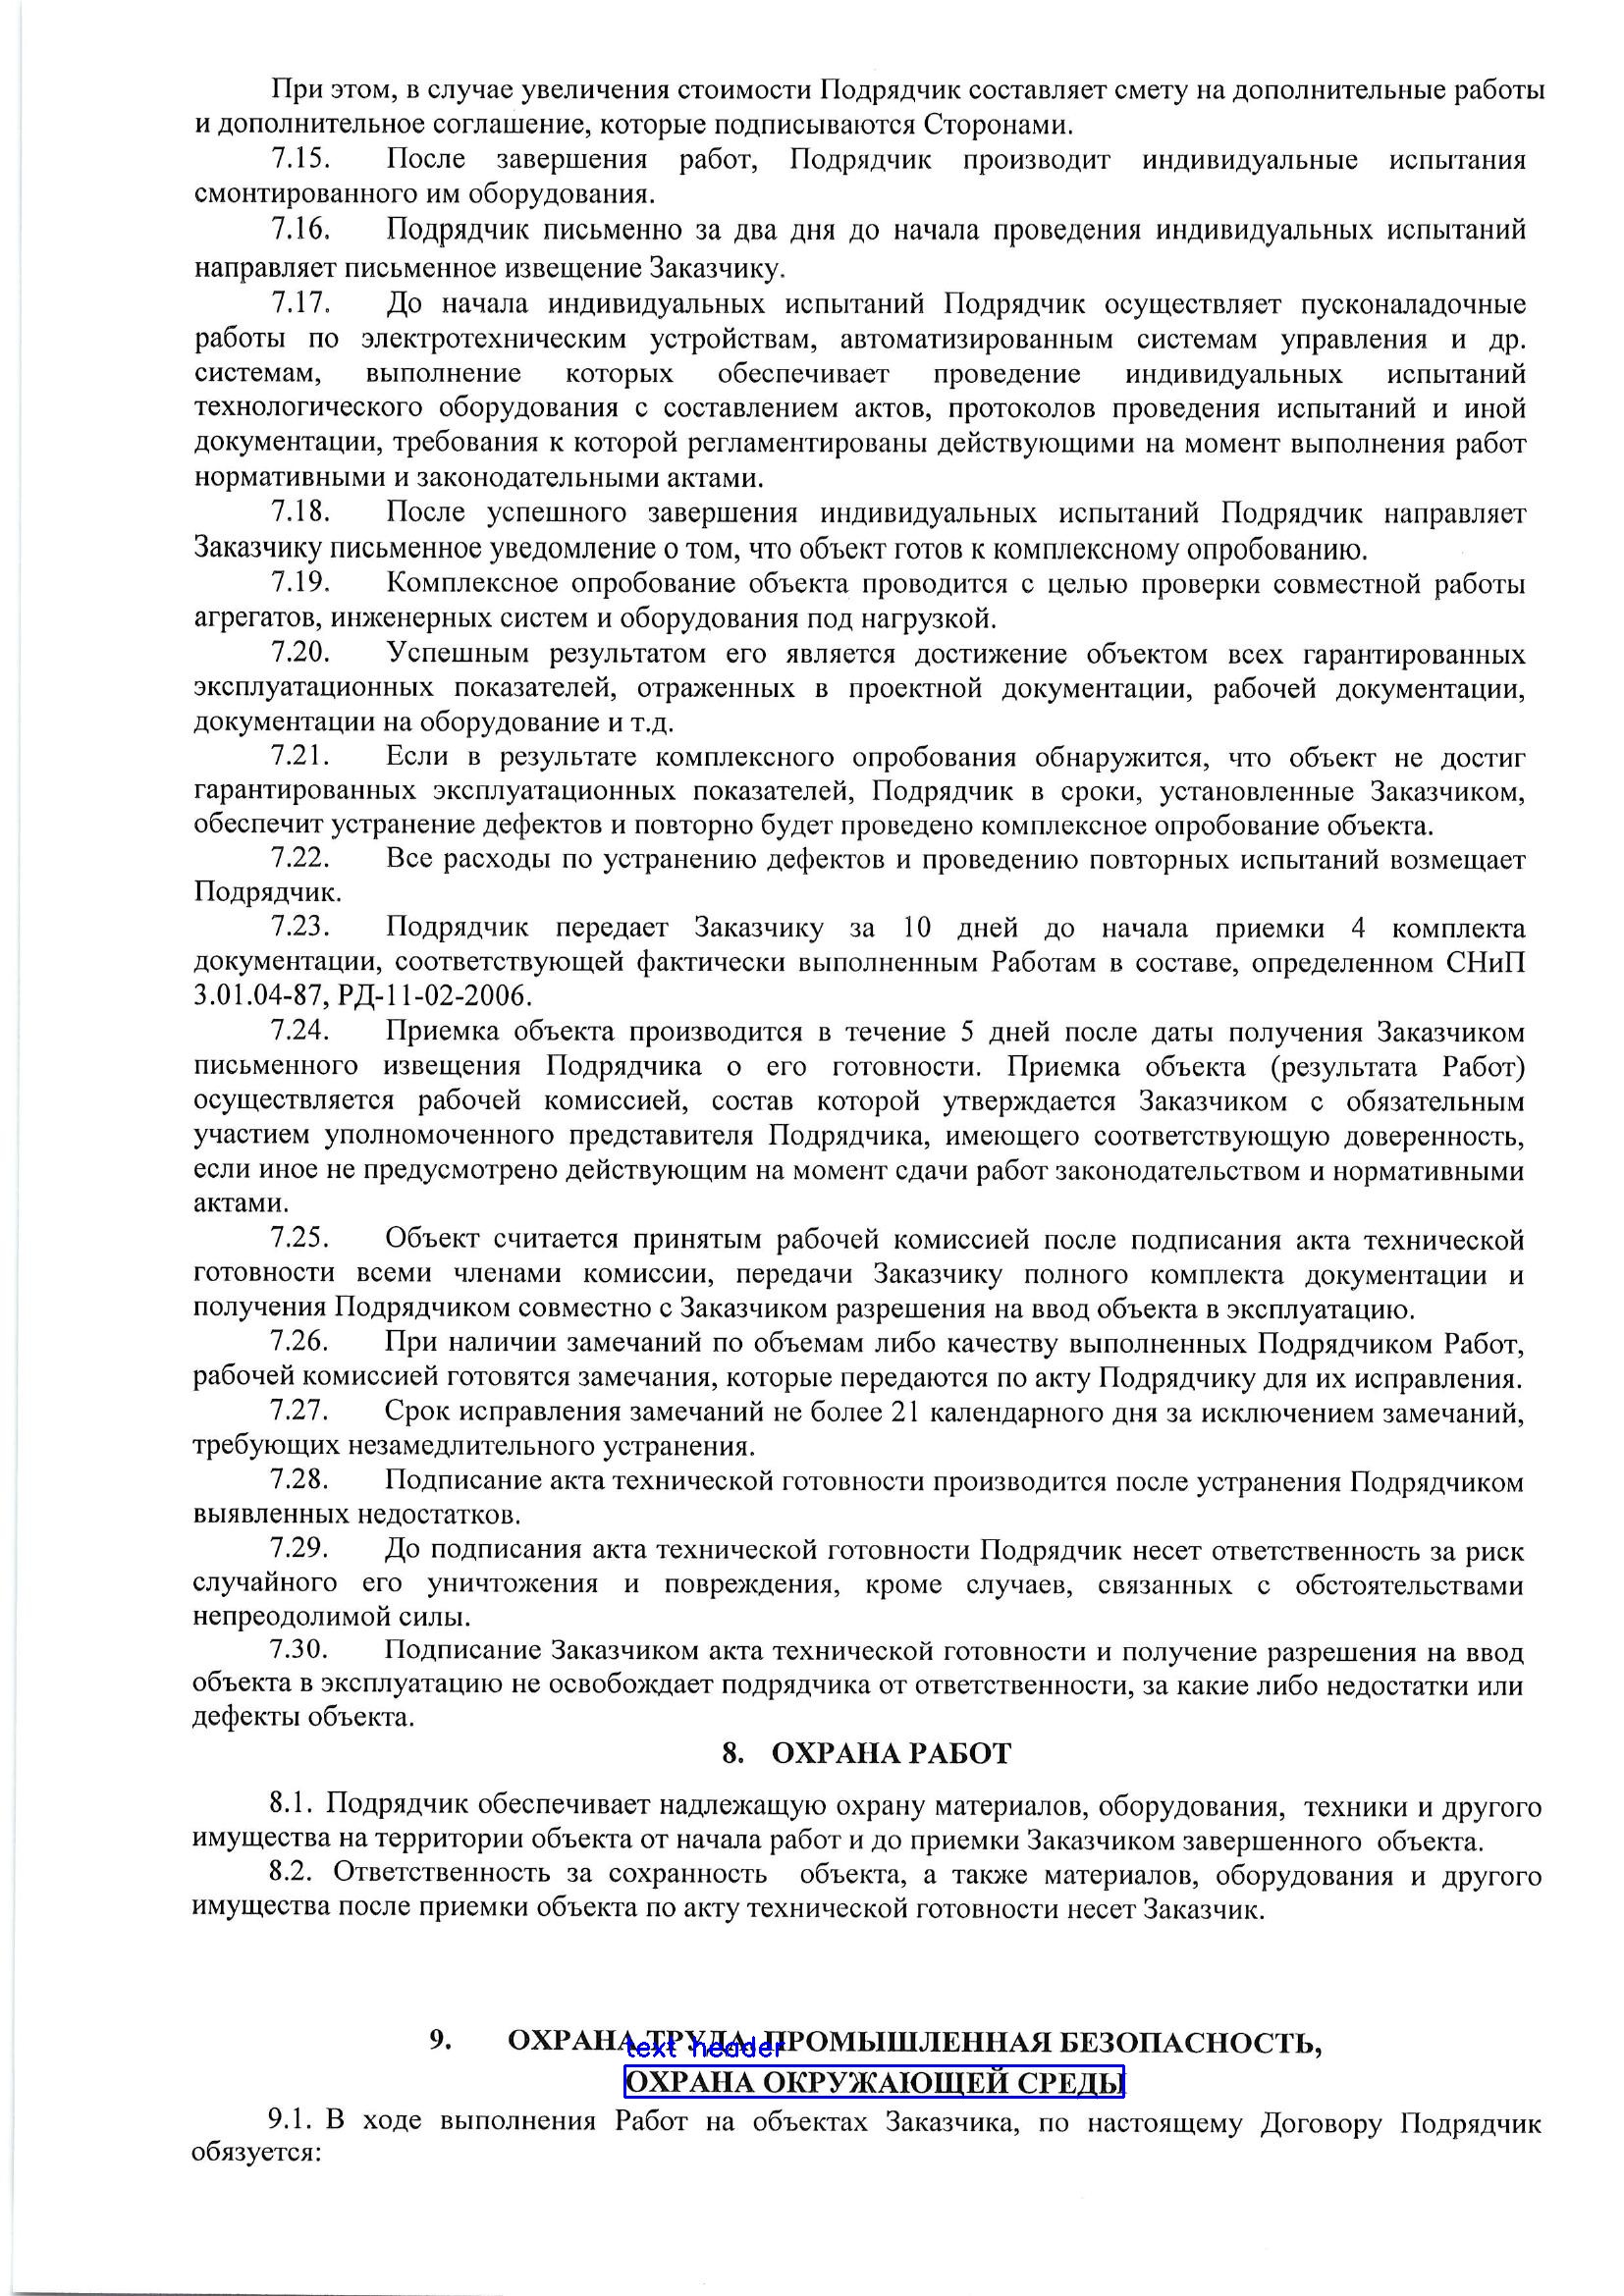 При этом, в случае увеличения стоимости Подрядчик составляет смету на дополнительные работы
и дополнительное соглашение, которые подписываются Сторонами.
7.15. После завершения работ, Подрядчик производит индивидуальные испытания
смонтированного им оборудования.
7.16. Подрядчик письменно за два дня до начала проведения индивидуальных испытаний
направляет письменное извещение Заказчику.
7.17. До начала индивидуальных испытаний Подрядчик осуществляет пусконаладочные
работы по электротехническим устройствам, автоматизированным системам управления и др.
системам, выполнение которых обеспечивает проведение индивидуальных испытаний
технологического оборудования с составлением актов, протоколов проведения испытаний и иной
документации, требования к которой регламентированы действующими на момент выполнения работ
нормативными и законодательными актами.
7.18. После успешного завершения индивидуальных испытаний Подрядчик направляет
Заказчику письменное уведомление о том, что объект готов к комплексному опробованию.
7.19. Комплексное опробование объекта проводится с целью проверки совместной работы
агрегатов, инженерных систем и оборудования под нагрузкой.
7.20. Успешным результатом его является достижение объектом всех гарантированных
эксплуатационных показателей, отраженных в проектной документации, рабочей документации,
документации на оборудование и т.д.
7.21. Если в результате комплексного опробования обнаружится, что объект не достиг
гарантированных эксплуатационных показателей, Подрядчик в сроки, установленные Заказчиком,
обеспечит устранение дефектов и повторно будет проведено комплексное опробование объекта.
7.22. Все расходы по устранению дефектов и проведению повторных испытаний возмещает
Подрядчик.
7.23. Подрядчик передает Заказчику за 10 дней до начала приемки 4 комплекта
документации, соответствующей фактически выполненным Работам в составе, определенном СНиП
3.01.04-87, РД-11-02-2006.
7.24. Приемка объекта производится в течение 5 дней после даты получения Заказчиком
письменного извещения Подрядчика о его готовности. Приемка объекта (результата Работ)
осуществляется рабочей комиссией, состав которой утверждается Заказчиком с обязательным
участием уполномоченного представителя Подрядчика, имеющего соответствующую доверенность,
если иное не предусмотрено действующим на момент сдачи работ законодательством и нормативными
актами.
7.25. Объект считается принятым рабочей комиссией после подписания акта технической
готовности всеми членами комиссии, передачи Заказчику полного комплекта документации и
получения Подрядчиком совместно с Заказчиком разрешения на ввод объекта в эксплуатацию.
7.26. При наличии замечаний по объемам либо качеству выполненных Подрядчиком Работ,
рабочей комиссией готовятся замечания, которые передаются по акту Подрядчику для их исправления.
7.27. Срок исправления замечаний не более 21 календарного дня за исключением замечаний,
требующих незамедлительного устранения.
7.28. Подписание акта технической готовности производится после устранения Подрядчиком
выявленных недостатков.
7.29. До подписания акта технической готовности Подрядчик несет ответственность за риск
случайного его уничтожения и повреждения, кроме случаев, связанных с обстоятельствами
непреодолимой силы.
7.30. Подписание Заказчиком акта технической готовности и получение разрешения на ввод
объекта в эксплуатацию не освобождает подрядчика от ответственности, за какие либо недостатки или
дефекты объекта.
8. ОХРАНА РАБОТ
8.1. Подрядчик обеспечивает надлежащую охрану материалов, оборудования, техники и другого
имущества на территории объекта от начала работ и до приемки Заказчиком завершенного объекта.
8.2. Ответственность за сохранность объекта, а также материалов, оборудования и другого
имущества после приемки объекта по акту технической готовности несет Заказчик.
9. ОХРАНА ТРУДА, ПРОМЫШЛЕННАЯ БЕЗОПАСНОСТЬ,
text header
ОХРАНА ОКРУЖАЮЩЕЙ СРЕДЫ
9.1. В ходе выполнения Работ на объектах Заказчика, по настоящему Договору Подрядчик
обязуется: